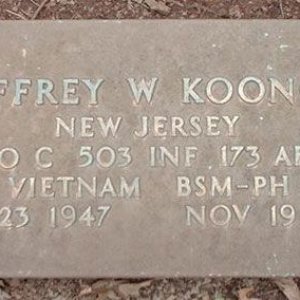 FFREY W KOON
NEW JERSEY
O C 503 INF 173 A
VIETNAM BSM-PH
23 1947 NOV 19